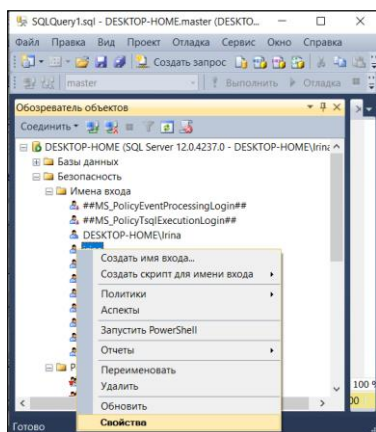 SQLQuery1.sql - DESKTOP-HOME.master (DESKTO...
Файл Правка Вид Проект Отладка Сервис Окно Справка
Создать запрос
master Выполнить Отладка
Обозреватель объектов
Соединить
DESKTOP-HOME (SQL Server 12.0.4237.0 - DESKTOP-HOME\Irina
Базы данных
Безопасность
Имена входа
##MS_PolicyEventProcessingLogin##
##MS_PolicyTsqlExecutionLogin##
DESKTOP-HOME\Irina
Создать имя входа...
Создать скрипт для имени входа
Политики
Аспекты
Запустить PowerShell
Отчеты
Переименовать
Удалить
Обновить
Свойства
100 %
Готово